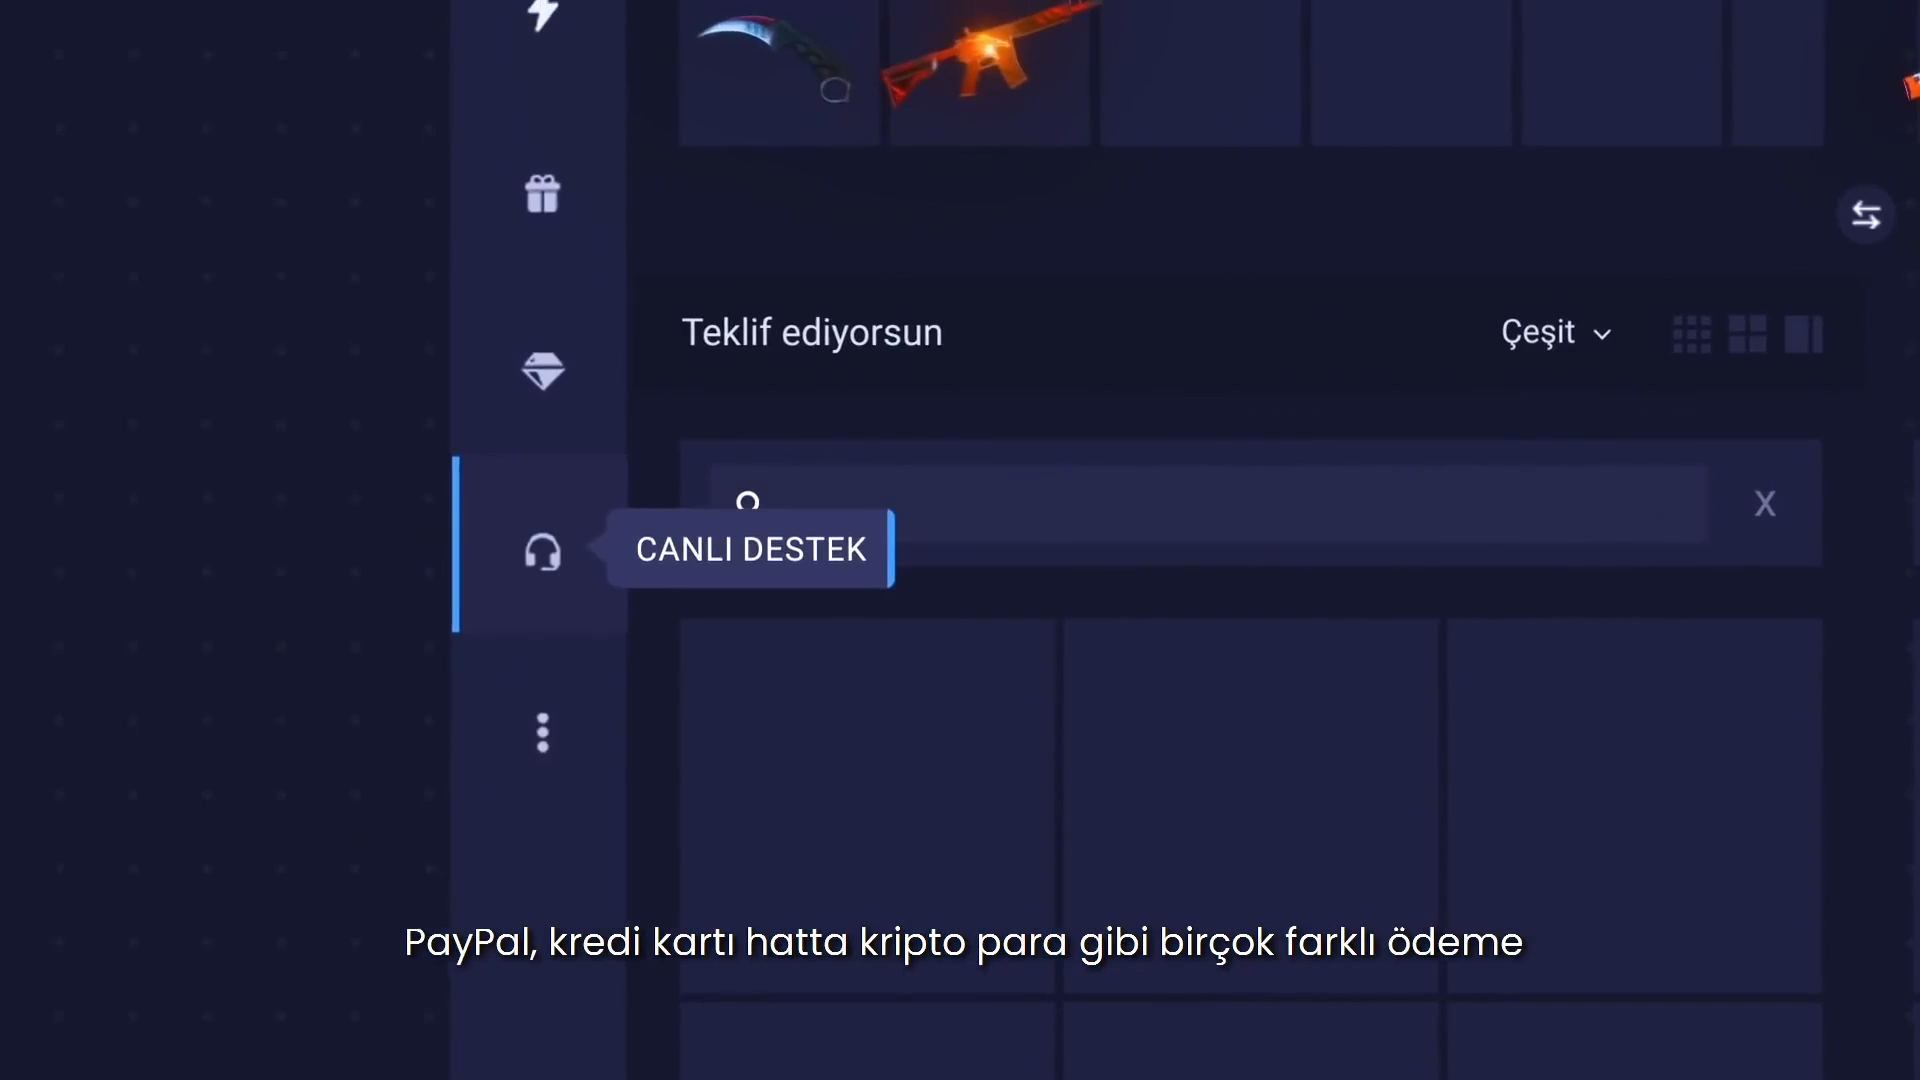 Teklif ediyorsun
Çeşit
X
CANLI DESTEK
PayPal, kredi kartı hatta kripto para gibi birçok farklı ödeme